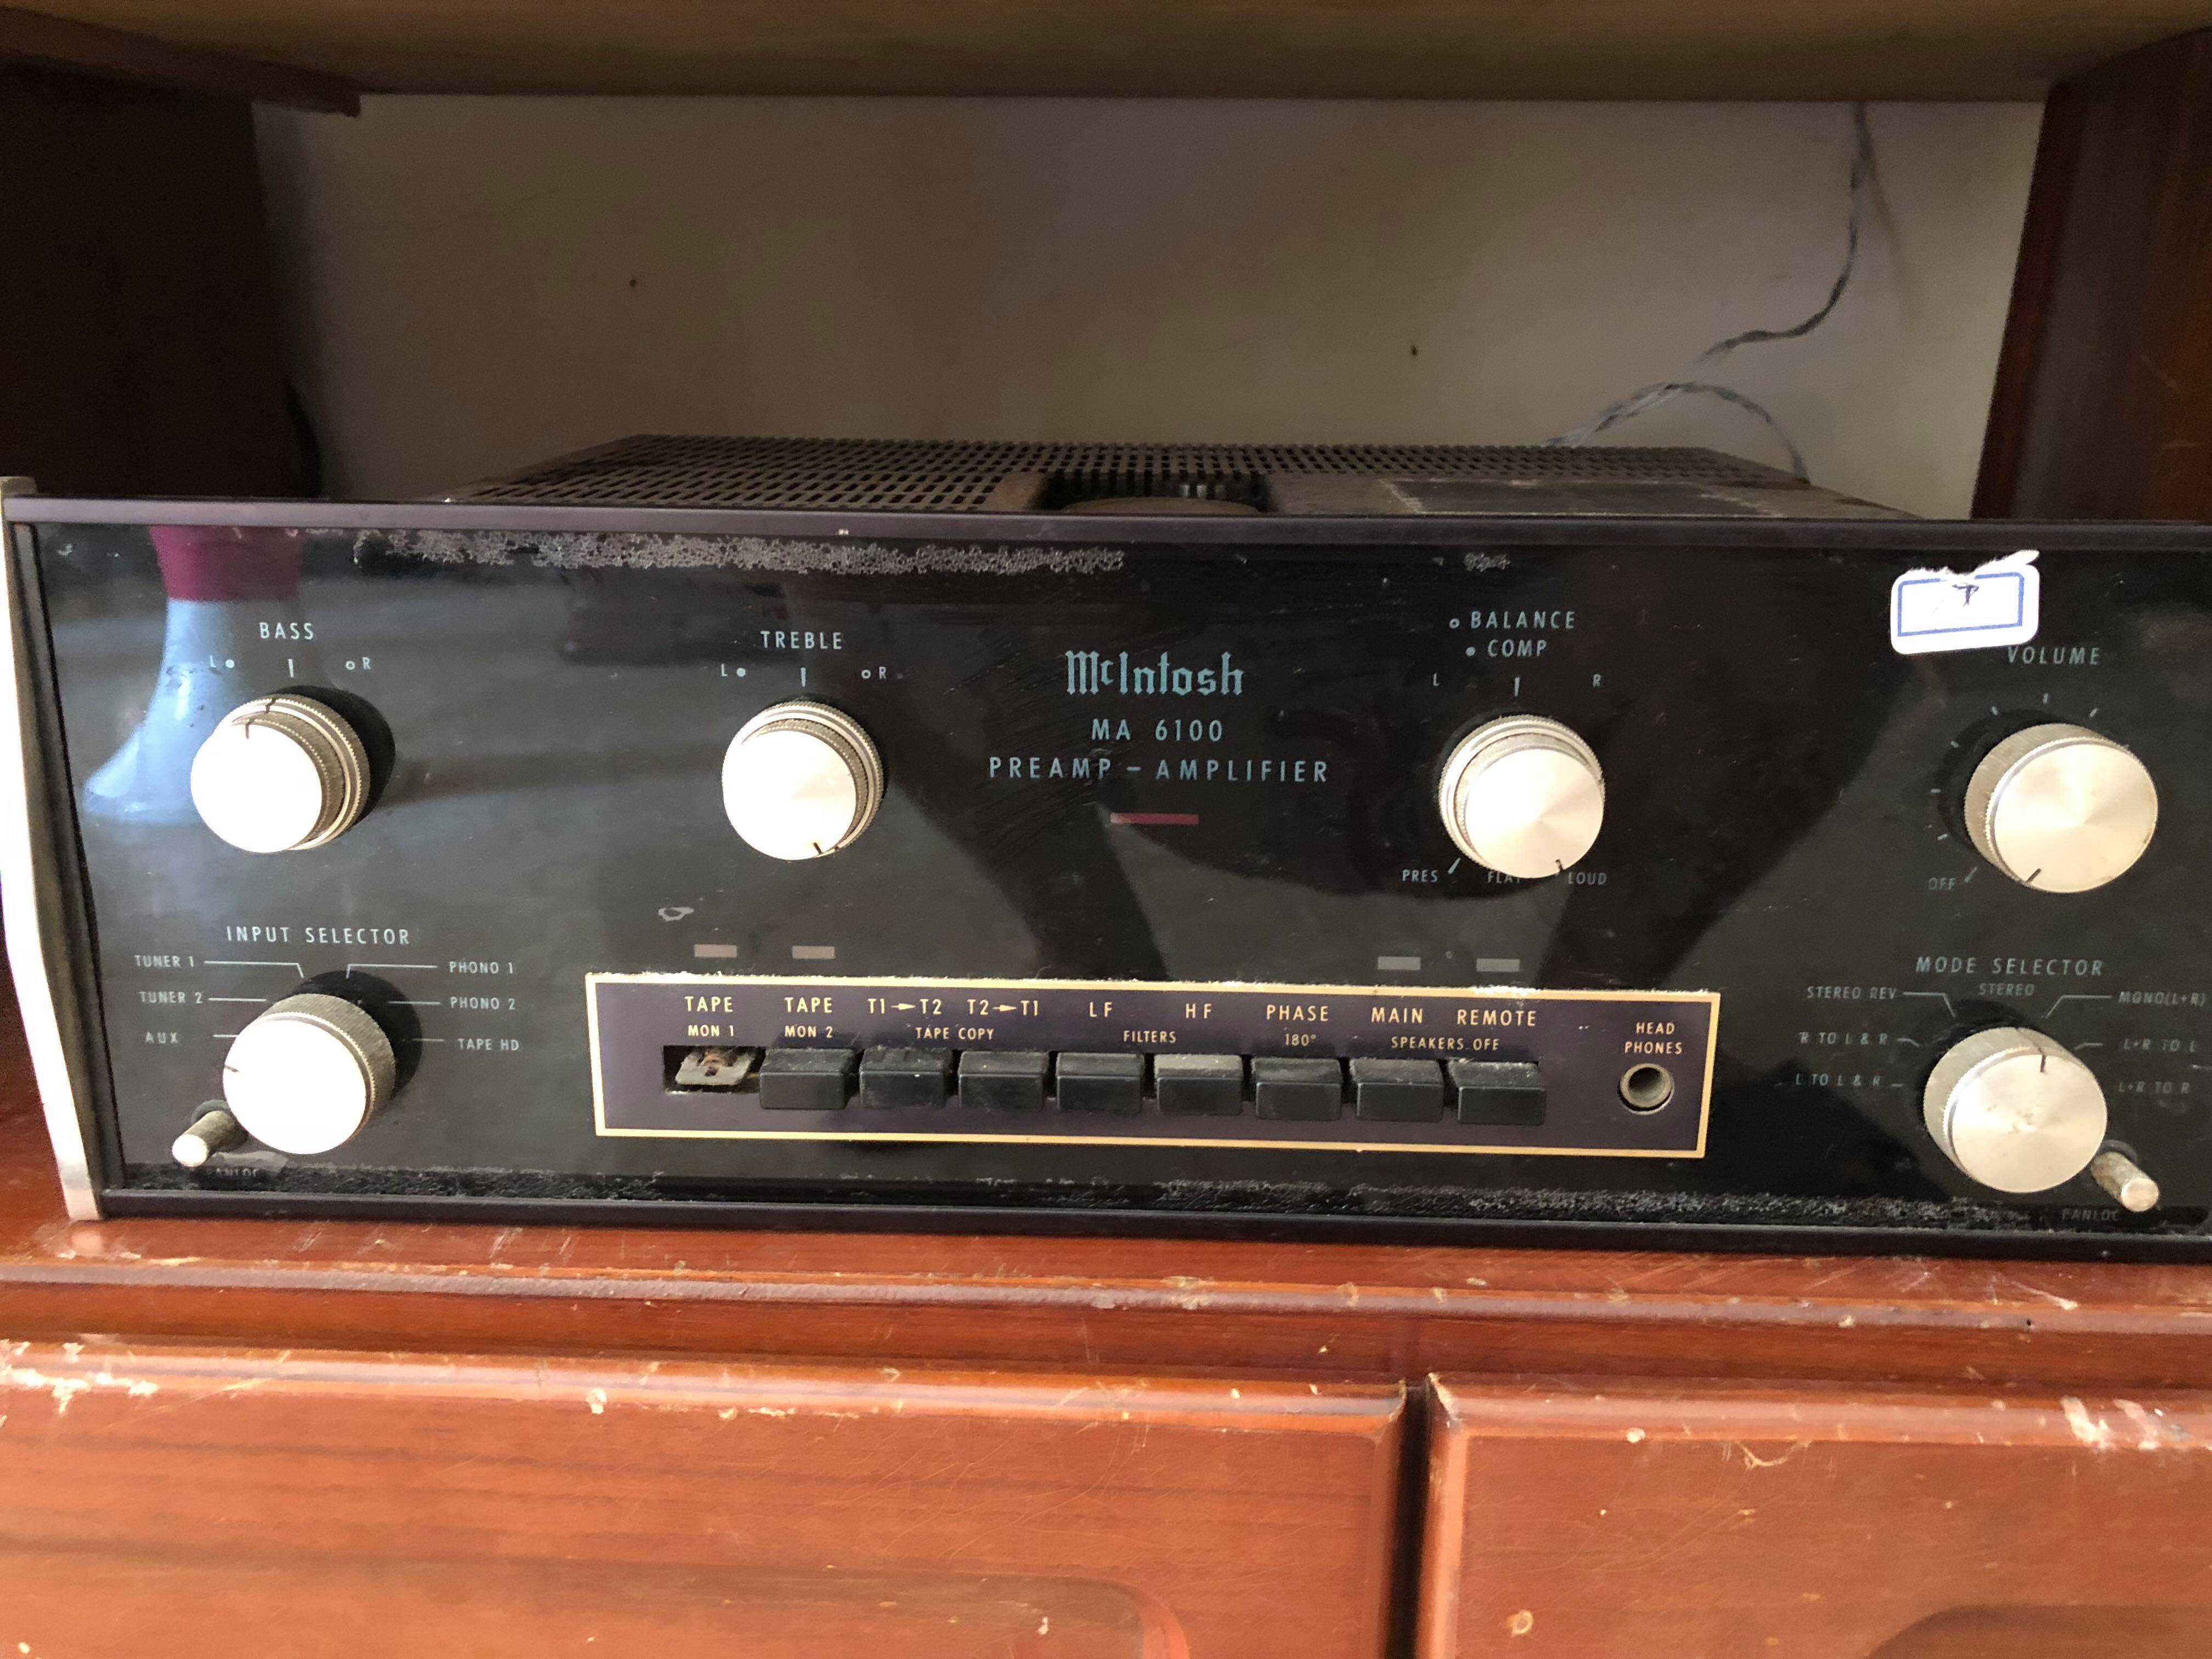 BASS
L R
TREBLE
L R
McIntosh
MA 6100
PREAMP - AMPLIFIER
BALANCE
COMP
L R
PRES FLAT LOUD
VOLUME
OFF
INPUT SELECTOR
TUNER 1 PHONO 1
TUNER 2 PHONO 2
AUX TAPE HD
PANLOC
TAPE TAPE T1→T2 T2→T1 LF HF PHASE MAIN REMOTE
MON 1 MON 2 TAPE COPY FILTERS 180° SPEAKERS OFF
HEAD
PHONES
MODE SELECTOR
STEREO
STEREO REV MONO(L+R)
R TO L & R L+R TO L
L TO L & R L+R TO R
PANLOC